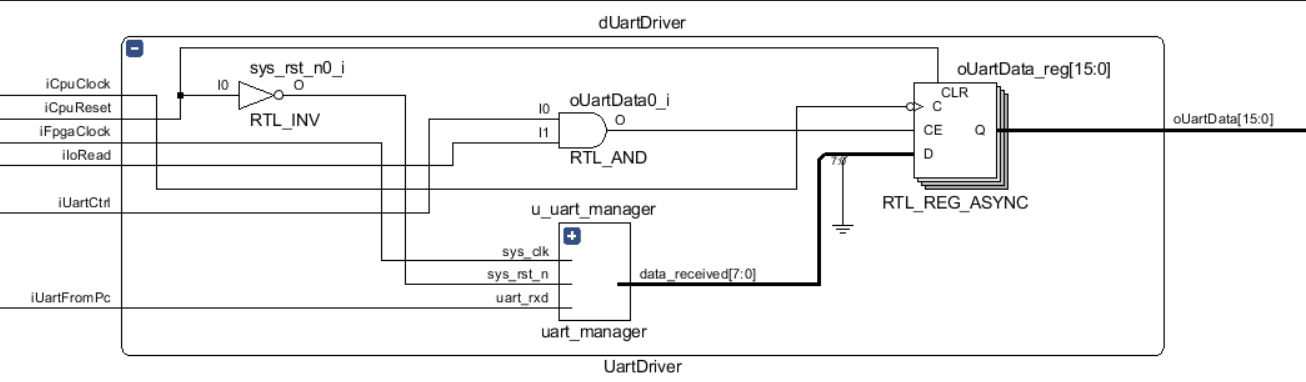 dUartDriver
sys_rst_n0_i
oUartData_reg[15:0]
iCpuClock
I0
O
CLR
iCpuReset
oUartData0_i
C
I0
RTL_INV
O
oUartData[15:0]
iFpgaClock
I1
CE
Q
iIoRead
RTL_AND
7:0
D
iUartCtrl
u_uart_manager
RTL_REG_ASYNC
sys_clk
sys_rst_n
data_received[7:0]
iUartFromPc
uart_rxd
uart_manager
UartDriver